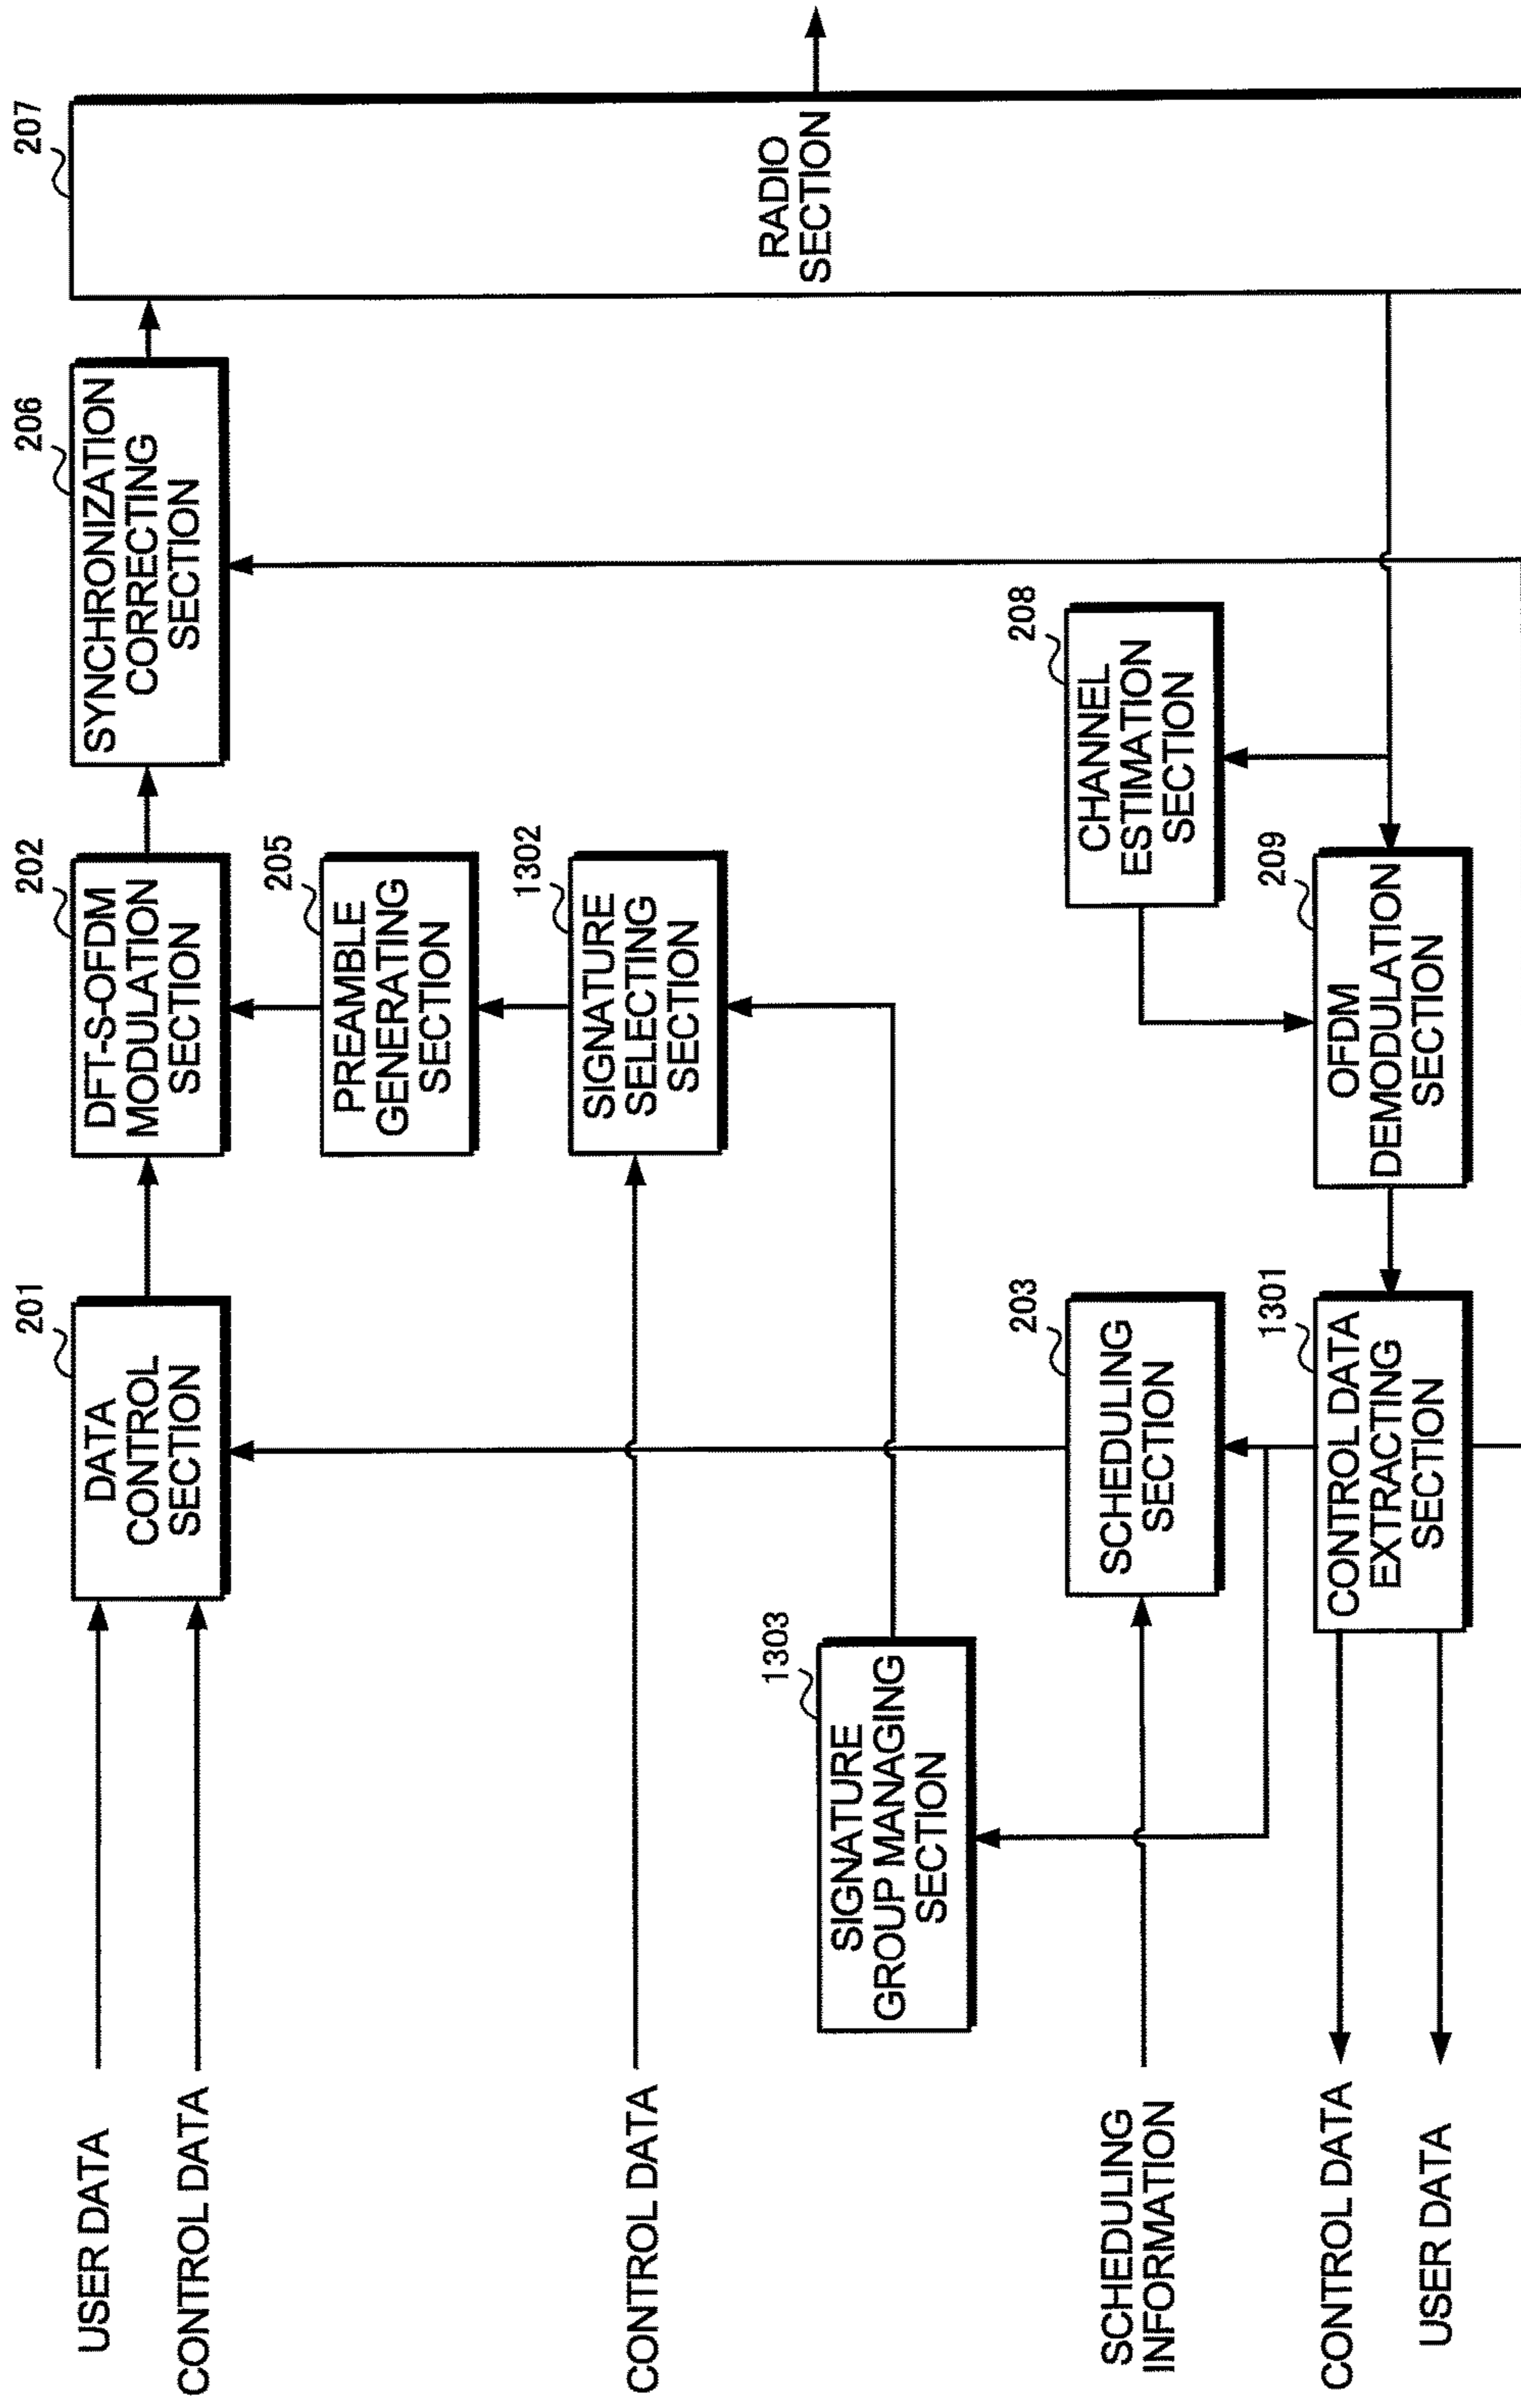 USER DATA
CONTROL DATA
201
DATA
CONTROL
SECTION
202
DFT-S-OFDM
MODULATION
SECTION
206
SYNCHRONIZATION
CORRECTING
SECTION
207
RADIO
SECTION
205
PREAMBLE
GENERATING
SECTION
CONTROL DATA
1302
SIGNATURE
SELECTING
SECTION
1303
SIGNATURE
GROUP MANAGING
SECTION
SCHEDULING
INFORMATION
203
SCHEDULING
SECTION
208
CHANNEL
ESTIMATION
SECTION
CONTROL DATA
USER DATA
1301
CONTROL DATA
EXTRACTING
SECTION
209
OFDM
DEMODULATION
SECTION